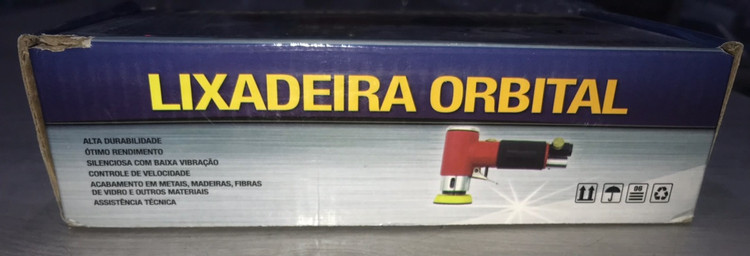 LIXADEIRA ORBITAL
ALTA DURABILIDADE
ÓTIMO RENDIMENTO
SILENCIOSA COM BAIXA VIBRAÇÃO
CONTROLE DE VELOCIDADE
ACABAMENTO EM METAIS, MADEIRAS, FIBRAS
DE VIDRO E OUTROS MATERIAIS
ASSISTÊNCIA TÉCNICA
06